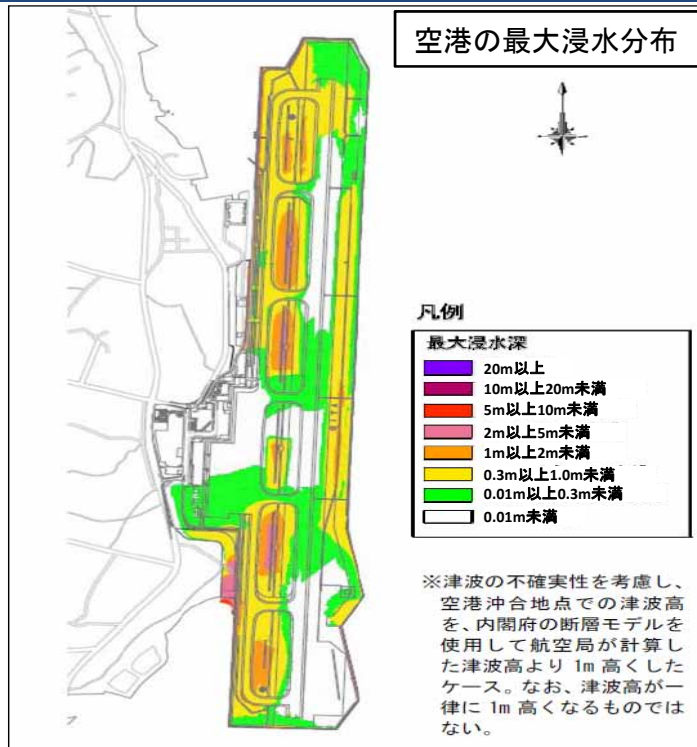 空港の最大浸水分布
凡例
最大浸水深
20m以上
10m以上20m未満
5m以上10m未満
2m以上5m未満
1m以上2m未満
0.3m以上1.0m未満
0.01m以上0.3m未満
0.01m未満
※津波の不確実性を考慮し、
空港沖合地点での津波高
を、内閣府の断層モデルを
使用して航空局が計算し
た津波高より 1m 高くした
ケース。なお、津波高が一
律に 1m 高くなるものでは
ない。